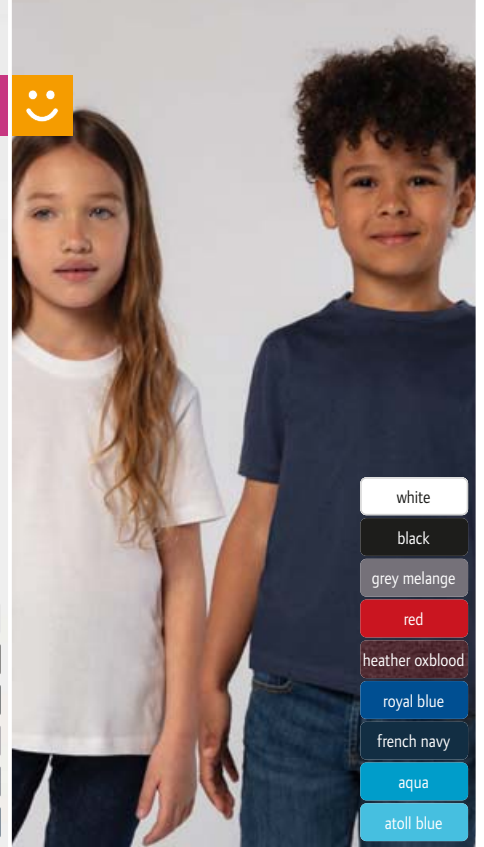 white
black
grey melange
red
heather oxblood
royal blue
french navy
aqua
atoll blue